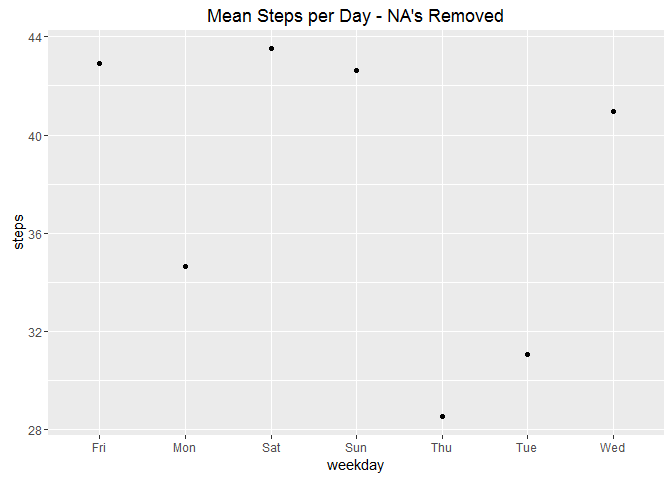 Mean Steps per Day - NA's Removed
44
40
36
32
28
steps
Fri Mon Sat Sun Thu Tue Wed
weekday